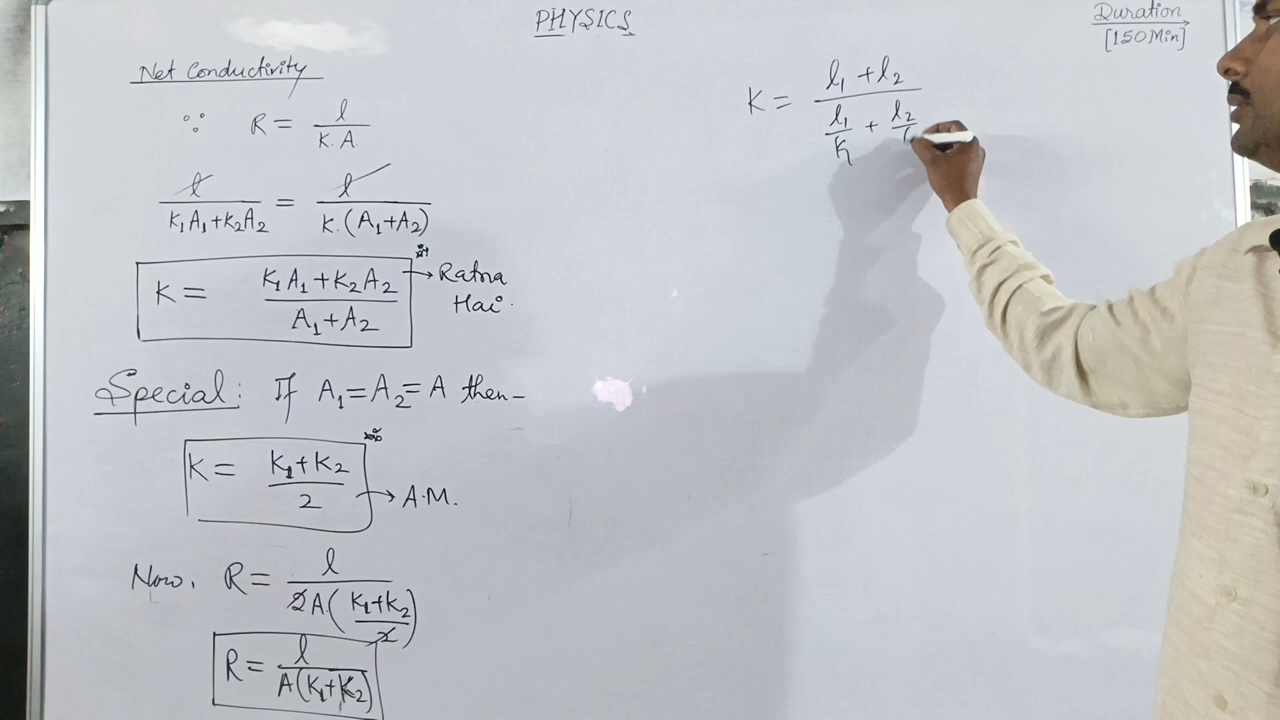 PHYSICS
Duration
[150 Min]
Net Conductivity
∵ R = l / K.A.
l / (K₁A₁+K₂A₂) = l / (K.(A₁+A₂))
K = (K₁A₁+K₂A₂) / (A₁+A₂) → Ratna
Hai.
Special: If A₁=A₂=A then–
K = (K₁+K₂) / 2 → A.M.
Now, R = l / (2A((K₁+K₂)/2))
R = l / (A(K₁+K₂))
K = (l₁+l₂) / (l₁/K₁ + l₂/